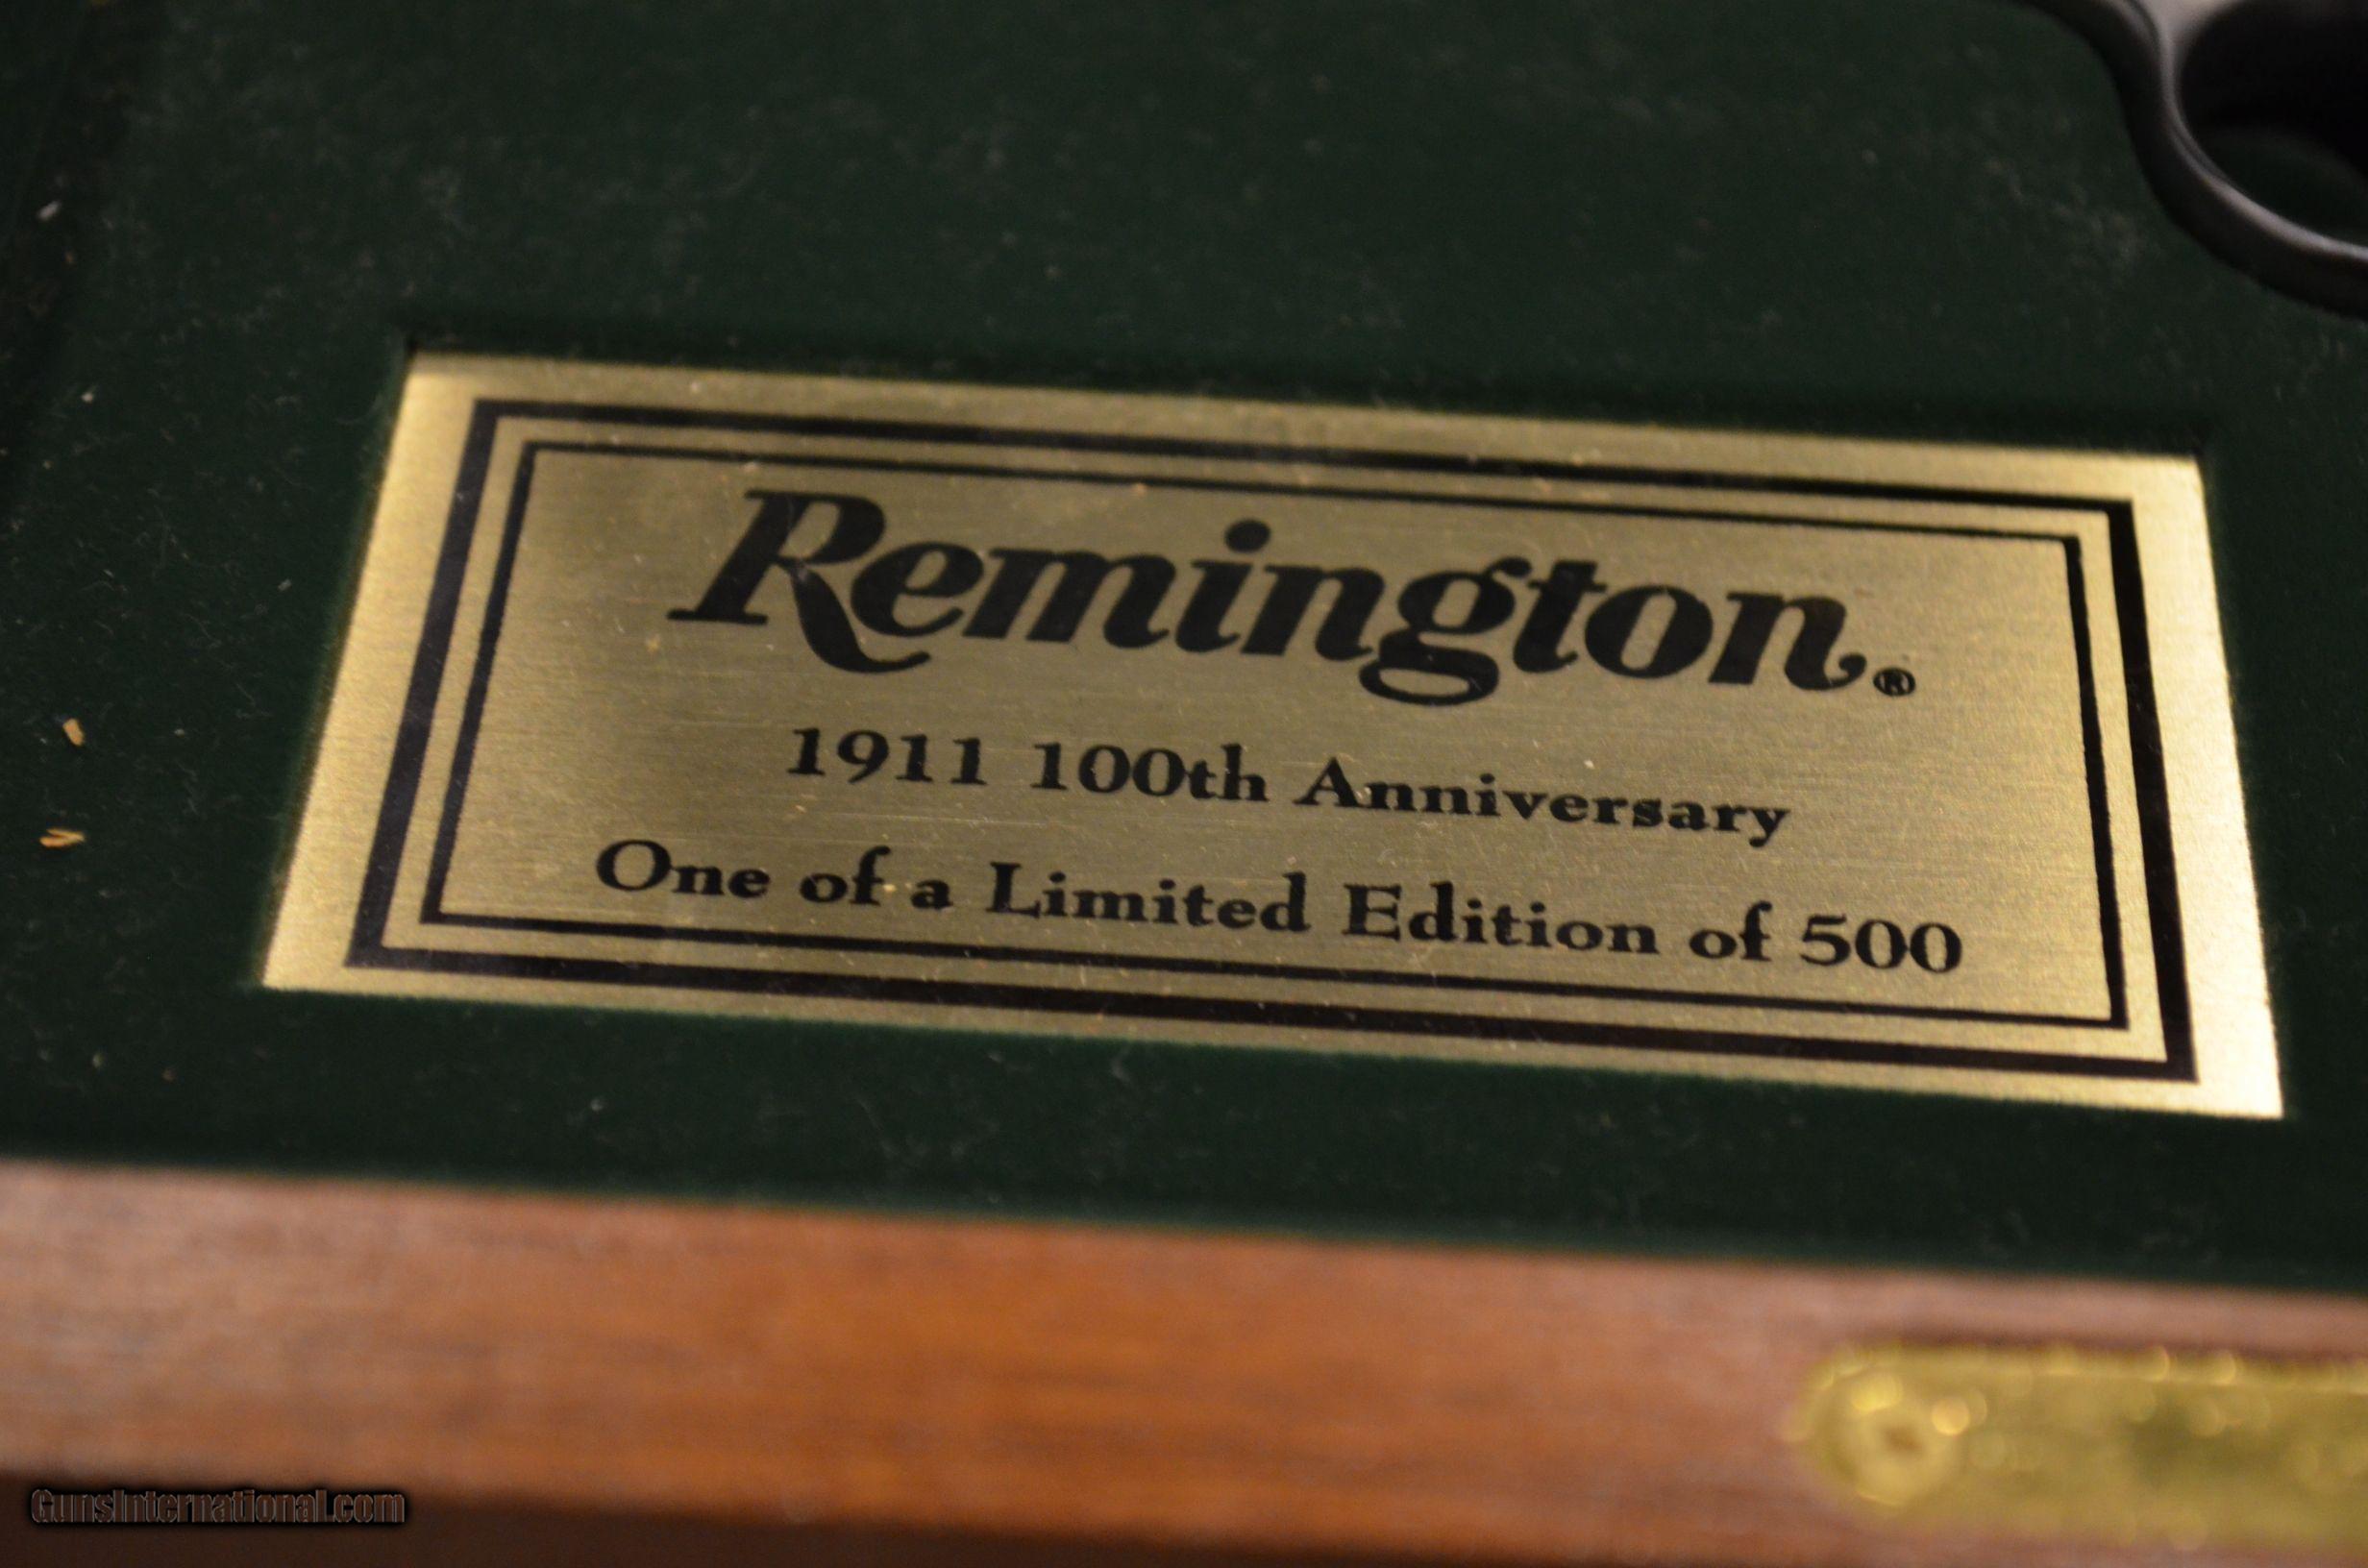 Remington®
1911 100th Anniversary
One of a Limited Edition of 500
GunsInternational.com